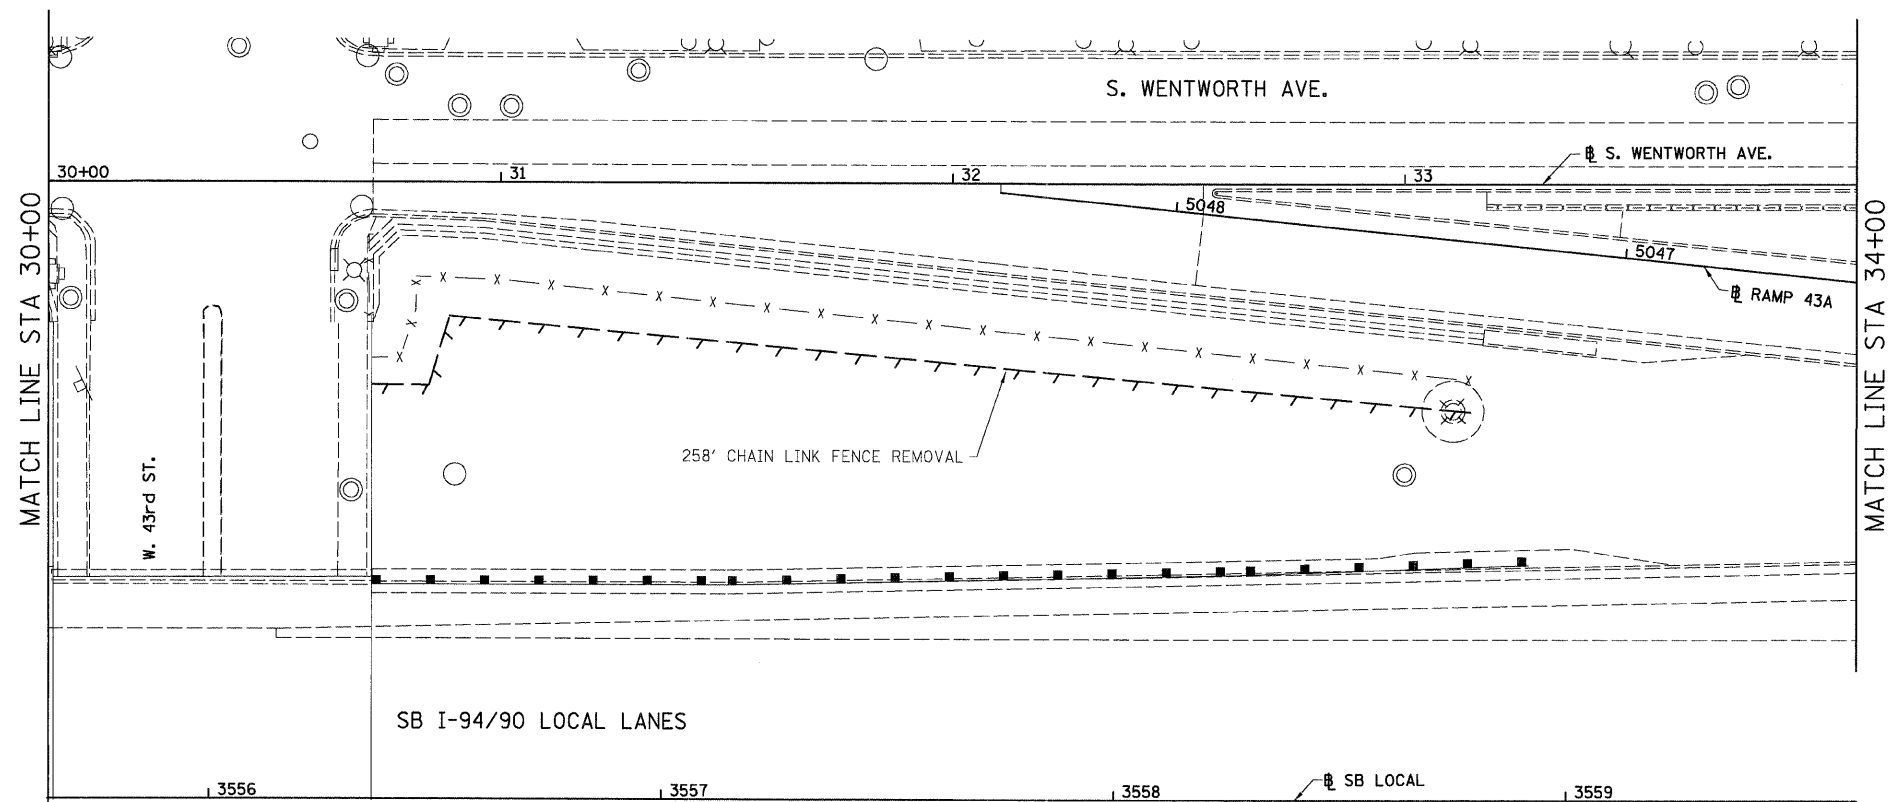 S. WENTWORTH AVE.
℄ S. WENTWORTH AVE.
30+00
31
32
33
5048
5047
℄ RAMP 43A
MATCH LINE STA 30+00
MATCH LINE STA 34+00
258' CHAIN LINK FENCE REMOVAL
W. 43rd ST.
SB I-94/90 LOCAL LANES
℄ SB LOCAL
3556
3557
3558
3559